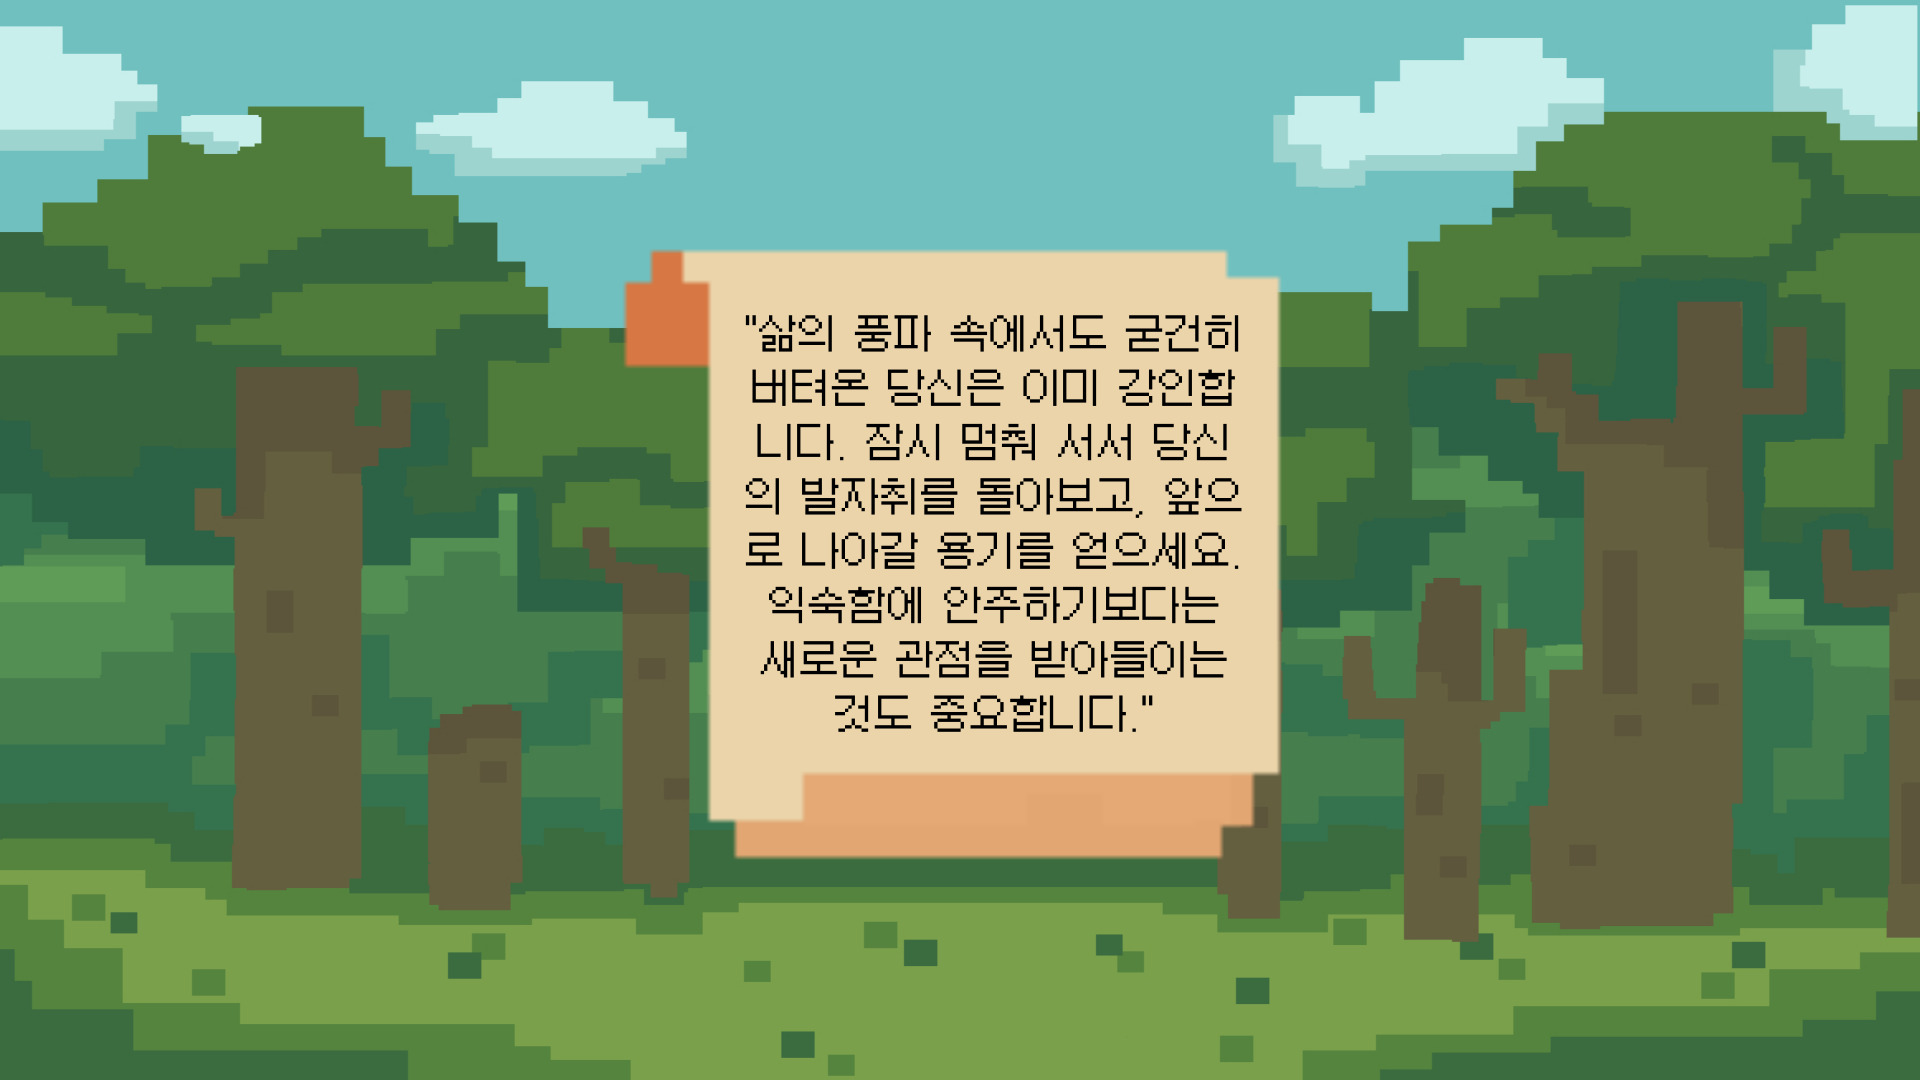 "삶의 풍파 속에서도 굳건히
버텨온 당신은 이미 강인합
니다. 잠시 멈춰 서서 당신
의 발자취를 돌아보고, 앞으
로 나아갈 용기를 얻으세요.
익숙함에 안주하기보다는
새로운 관점을 받아들이는
것도 중요합니다."